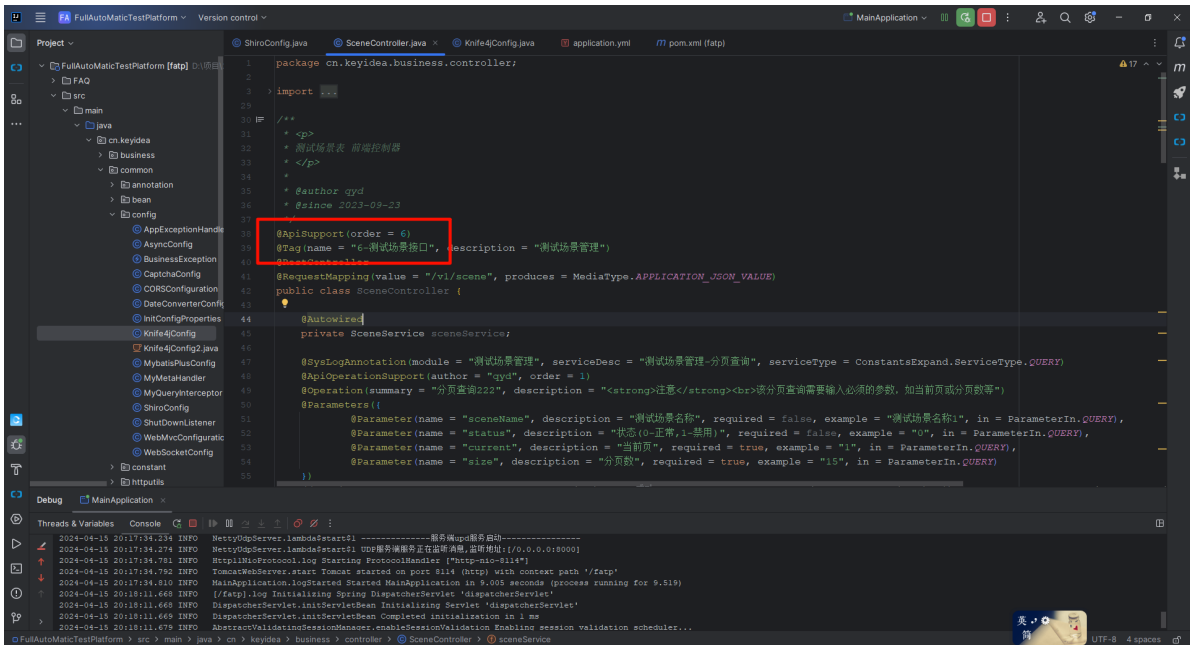 FA FullAutoMaticTestPlatform Version control MainApplication
Project
ShiroConfig.java SceneController.java Knife4jConfig.java application.yml pom.xml (fatp)
FullAutoMaticTestPlatform [fatp]
FAQ
src
main
java
cn.keyidea
business
common
annotation
bean
config
AppExceptionHandle
AsyncConfig
BusinessException
CaptchaConfig
CORSConfiguration
DateConverterConfig
InitConfigProperties
Knife4jConfig
Knife4jConfig2.java
MybatisPlusConfig
MyMetaHandler
MyQueryInterceptor
ShiroConfig
ShutDownListener
WebMvcConfiguratio
WebSocketConfig
constant
httputils
17
1 package cn.keyidea.business.controller;
2
3 import ...
29
30 /**
31 * <p>
32 * 测试场景表 前端控制器
33 * </p>
34 *
35 * @author qyd
36 * @since 2023-09-23
37 */
38 @ApiSupport(order = 6)
39 @Tag(name = "6-测试场景接口", description = "测试场景管理")
40 @RestController
41 @RequestMapping(value = "/v1/scene", produces = MediaType.APPLICATION_JSON_VALUE)
42 public class SceneController {
43
44 @Autowired
45 private SceneService sceneService;
46
47 @SysLogAnnotation(module = "测试场景管理", serviceDesc = "测试场景管理-分页查询", serviceType = ConstantsExpand.ServiceType.QUERY)
48 @ApiOperationSupport(author = "qyd", order = 1)
49 @Operation(summary = "分页查询222", description = "<strong>注意</strong><br>该分页查询需要输入必须的参数，如当前页或分页数等")
50 @Parameters({
51 @Parameter(name = "sceneName", description = "测试场景名称", required = false, example = "测试场景名称1", in = ParameterIn.QUERY),
52 @Parameter(name = "status", description = "状态(0-正常,1-禁用)", required = false, example = "0", in = ParameterIn.QUERY),
53 @Parameter(name = "current", description = "当前页", required = true, example = "1", in = ParameterIn.QUERY),
54 @Parameter(name = "size", description = "分页数", required = true, example = "15", in = ParameterIn.QUERY)
55 })
Debug MainApplication
Threads & Variables Console
2024-04-15 20:17:34.234 INFO NettyUdpServer.lambda$start$1 ---------------服务端upd服务启动----------------
2024-04-15 20:17:34.274 INFO NettyUdpServer.lambda$start$1 UDP服务端服务正在监听消息,监听地址:[/0.0.0.0:8000]
2024-04-15 20:17:34.781 INFO Http11NioProtocol.log Starting ProtocolHandler ["http-nio-8114"]
2024-04-15 20:17:34.792 INFO TomcatWebServer.start Tomcat started on port 8114 (http) with context path '/fatp'
2024-04-15 20:17:34.810 INFO MainApplication.logStarted Started MainApplication in 9.005 seconds (process running for 9.519)
2024-04-15 20:18:11.668 INFO [/fatp].log Initializing Spring DispatcherServlet 'dispatcherServlet'
2024-04-15 20:18:11.668 INFO DispatcherServlet.initServletBean Initializing Servlet 'dispatcherServlet'
2024-04-15 20:18:11.669 INFO DispatcherServlet.initServletBean Completed initialization in 1 ms
2024-04-15 20:18:11.679 INFO AbstractValidatingSessionManager.enableSessionValidation Enabling session validation scheduler...
英
简
FullAutoMaticTestPlatform > src > main > java > cn > keyidea > business > controller > SceneController > sceneService UTF-8 4 spaces